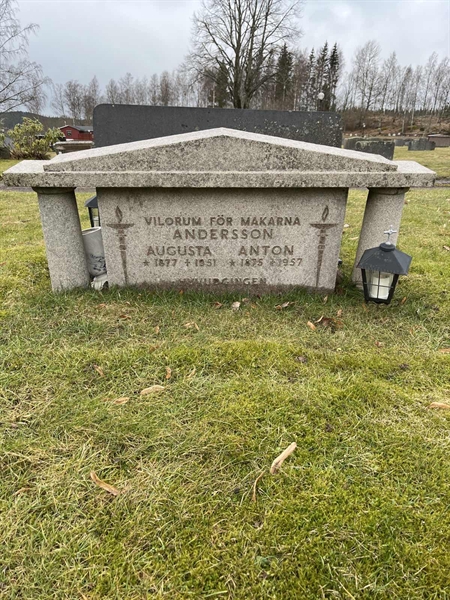 VILORUM FÖR MAKARNA
ANDERSSON
AUGUSTA ANTON
* 1877 + 1951 * 1875 + 1957